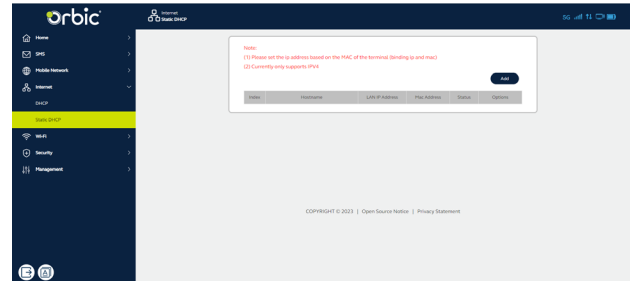 Orbic
Internet
Static DHCP
5G
Home
SMS
Mobile Network
Internet
DHCP
Static DHCP
Wi-Fi
Security
Management
Note:
(1) Please set the ip address based on the MAC of the terminal (binding ip and mac)
(2) Currently only supports IPV4
Add
Index Hostname LAN IP Address Mac Address Status Options
COPYRIGHT © 2023 | Open Source Notice | Privacy Statement